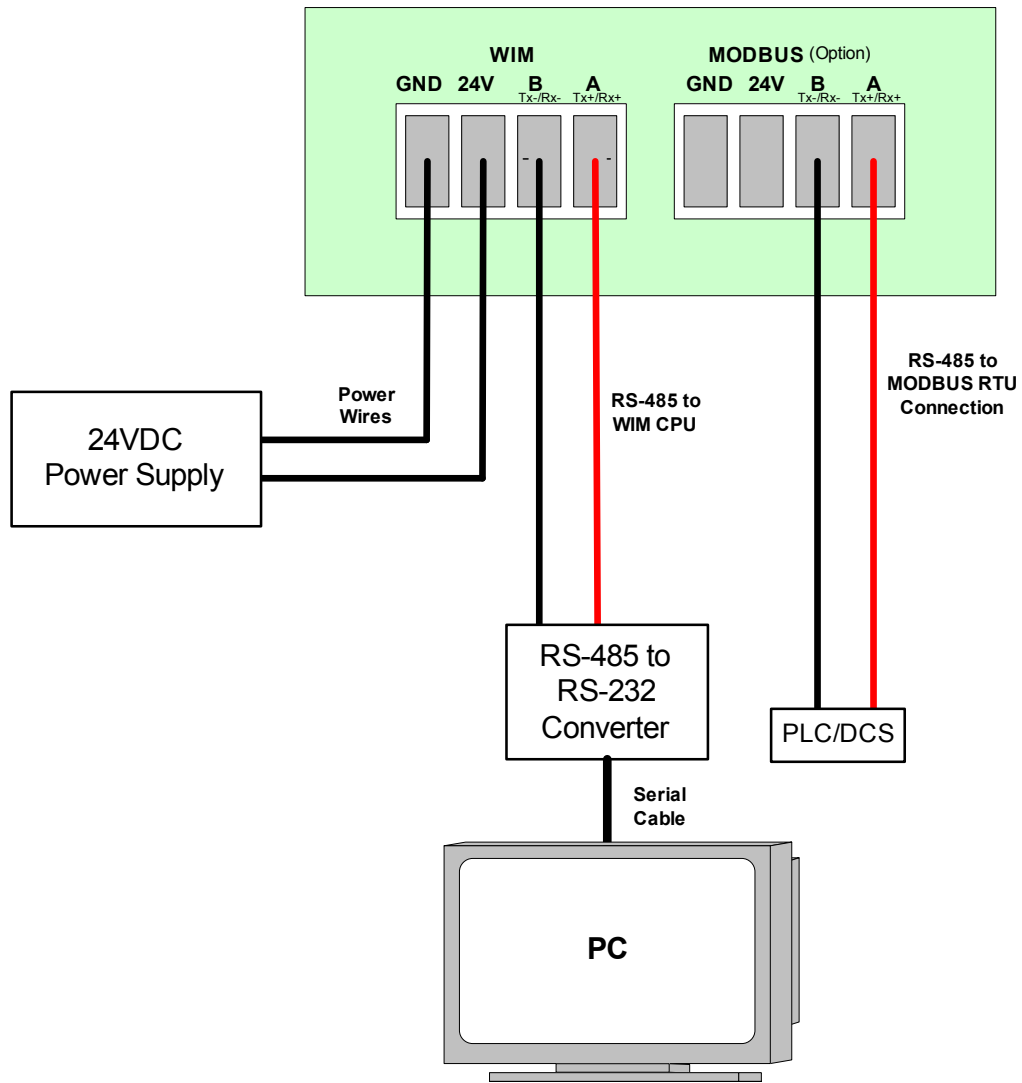 WIM
MODBUS (Option)
GND 24V B A
Tx-/Rx- Tx+/Rx+
GND 24V B A
Tx-/Rx- Tx+/Rx+
- -
Power
Wires
RS-485 to
WIM CPU
RS-485 to
MODBUS RTU
Connection
24VDC
Power Supply
RS-485 to
RS-232
Converter
PLC/DCS
Serial
Cable
PC